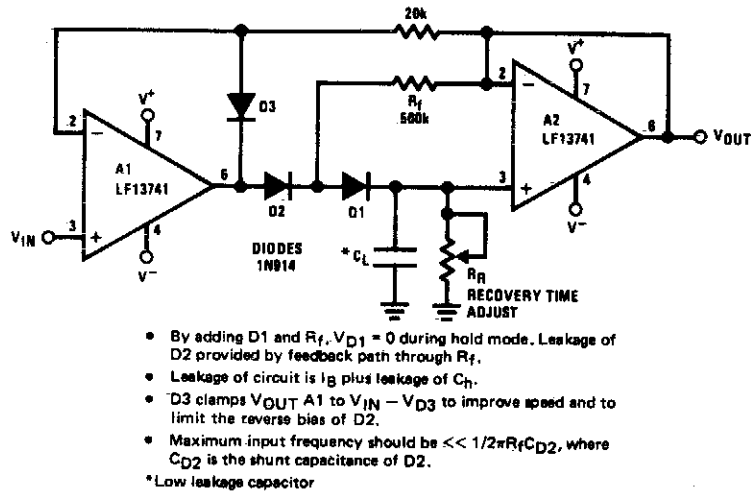 20k
V+
D3
Rf
560k
V+
2
7
2
7
A1
LF13741
A2
LF13741
6
6
VOUT
3
D2
D1
VIN
3
4
V−
4
V−
DIODES
1N914
*CL
RR
RECOVERY TIME
ADJUST
• By adding D1 and Rf, VD1 = 0 during hold mode. Leakage of
D2 provided by feedback path through Rf.
• Leakage of circuit is IB plus leakage of Ch.
• D3 clamps VOUT A1 to VIN − VD3 to improve speed and to
limit the reverse bias of D2.
• Maximum input frequency should be << 1/2πRfCD2, where
CD2 is the shunt capacitance of D2.
*Low leakage capacitor